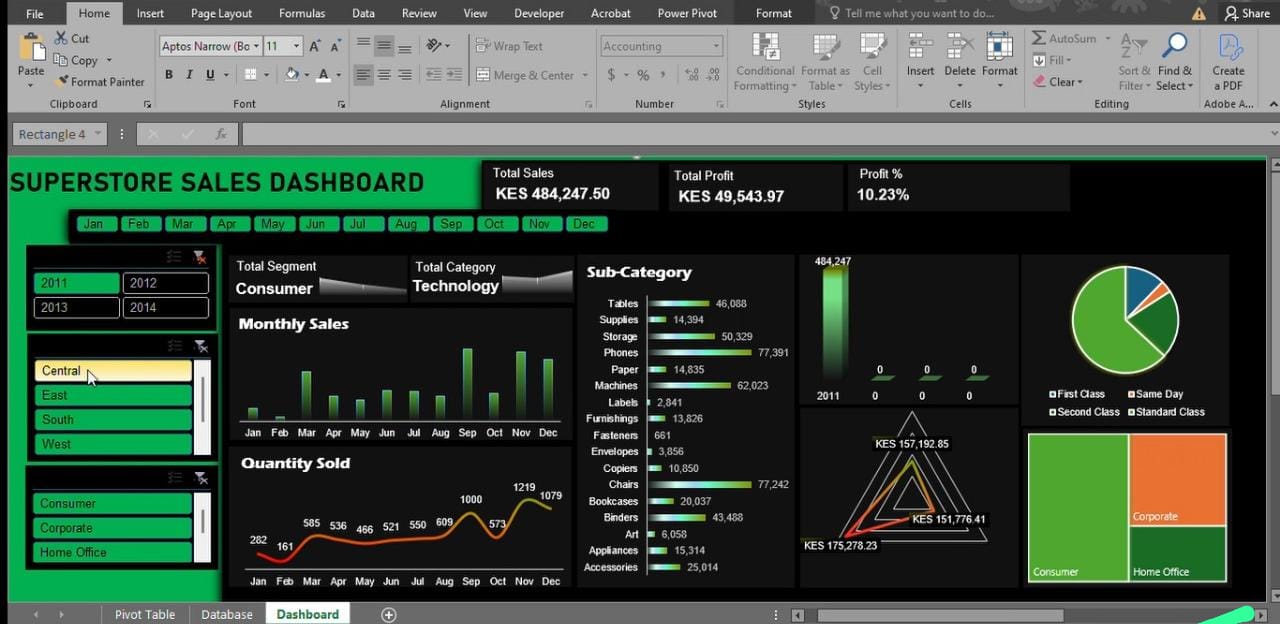 File Home Insert Page Layout Formulas Data Review View Developer Acrobat Power Pivot Format Tell me what you want to do... Share
Cut
Copy
Format Painter
Paste
Clipboard
Aptos Narrow (Bo 11
B I U
Font
Wrap Text
Merge & Center
Alignment
Accounting
$ % ,
Number
Conditional Formatting
Format as Table
Cell Styles
Styles
Insert Delete Format
Cells
AutoSum
Fill
Clear
Sort & Filter
Find & Select
Editing
Create a PDF
Adobe A...
Rectangle 4
fx
SUPERSTORE SALES DASHBOARD
Total Sales
KES 484,247.50
Total Profit
KES 49,543.97
Profit %
10.23%
Jan Feb Mar Apr May Jun Jul Aug Sep Oct Nov Dec
2011 2012
2013 2014
Central
East
South
West
Consumer
Corporate
Home Office
Total Segment
Consumer
Total Category
Technology
Monthly Sales
Jan Feb Mar Apr May Jun Jul Aug Sep Oct Nov Dec
Quantity Sold
282 161 585 536 466 521 550 609 1000 573 1219 1079
Jan Feb Mar Apr May Jun Jul Aug Sep Oct Nov Dec
Sub-Category
Tables 46,088
Supplies 14,394
Storage 50,329
Phones 77,391
Paper 14,835
Machines 62,023
Labels 2,841
Furnishings 13,826
Fasteners 661
Envelopes 3,856
Copiers 10,850
Chairs 77,242
Bookcases 20,037
Binders 43,488
Art 6,058
Appliances 15,314
Accessories 25,014
484,247
0 0 0
2011 0 0 0
KES 157,192.85
KES 151,776.41
KES 175,278.23
First Class Same Day
Second Class Standard Class
Consumer
Corporate
Home Office
Pivot Table Database Dashboard